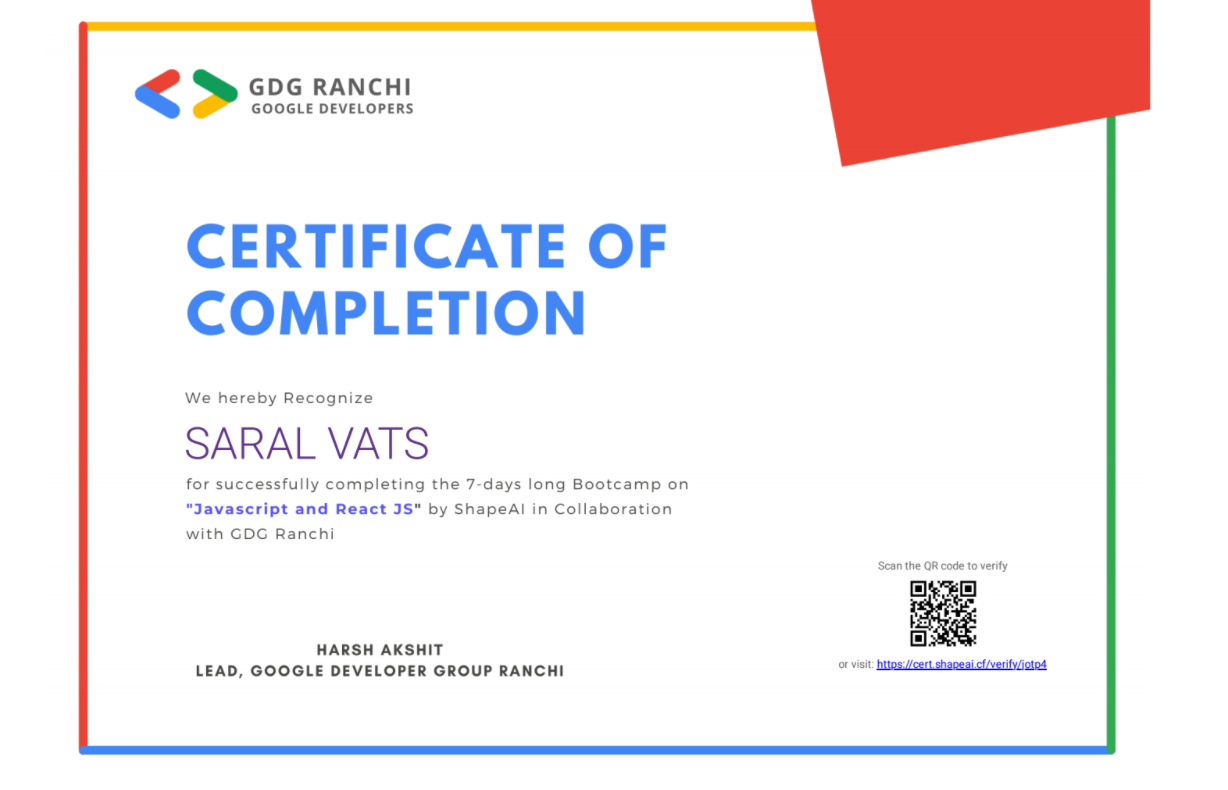 GDG RANCHI
GOOGLE DEVELOPERS
CERTIFICATE OF
COMPLETION
We hereby Recognize
SARAL VATS
for successfully completing the 7-days long Bootcamp on
"Javascript and React JS" by ShapeAI in Collaboration
with GDG Ranchi
Scan the QR code to verify
or visit: https://cert.shapeai.cf/verify/jotp4
HARSH AKSHIT
LEAD, GOOGLE DEVELOPER GROUP RANCHI